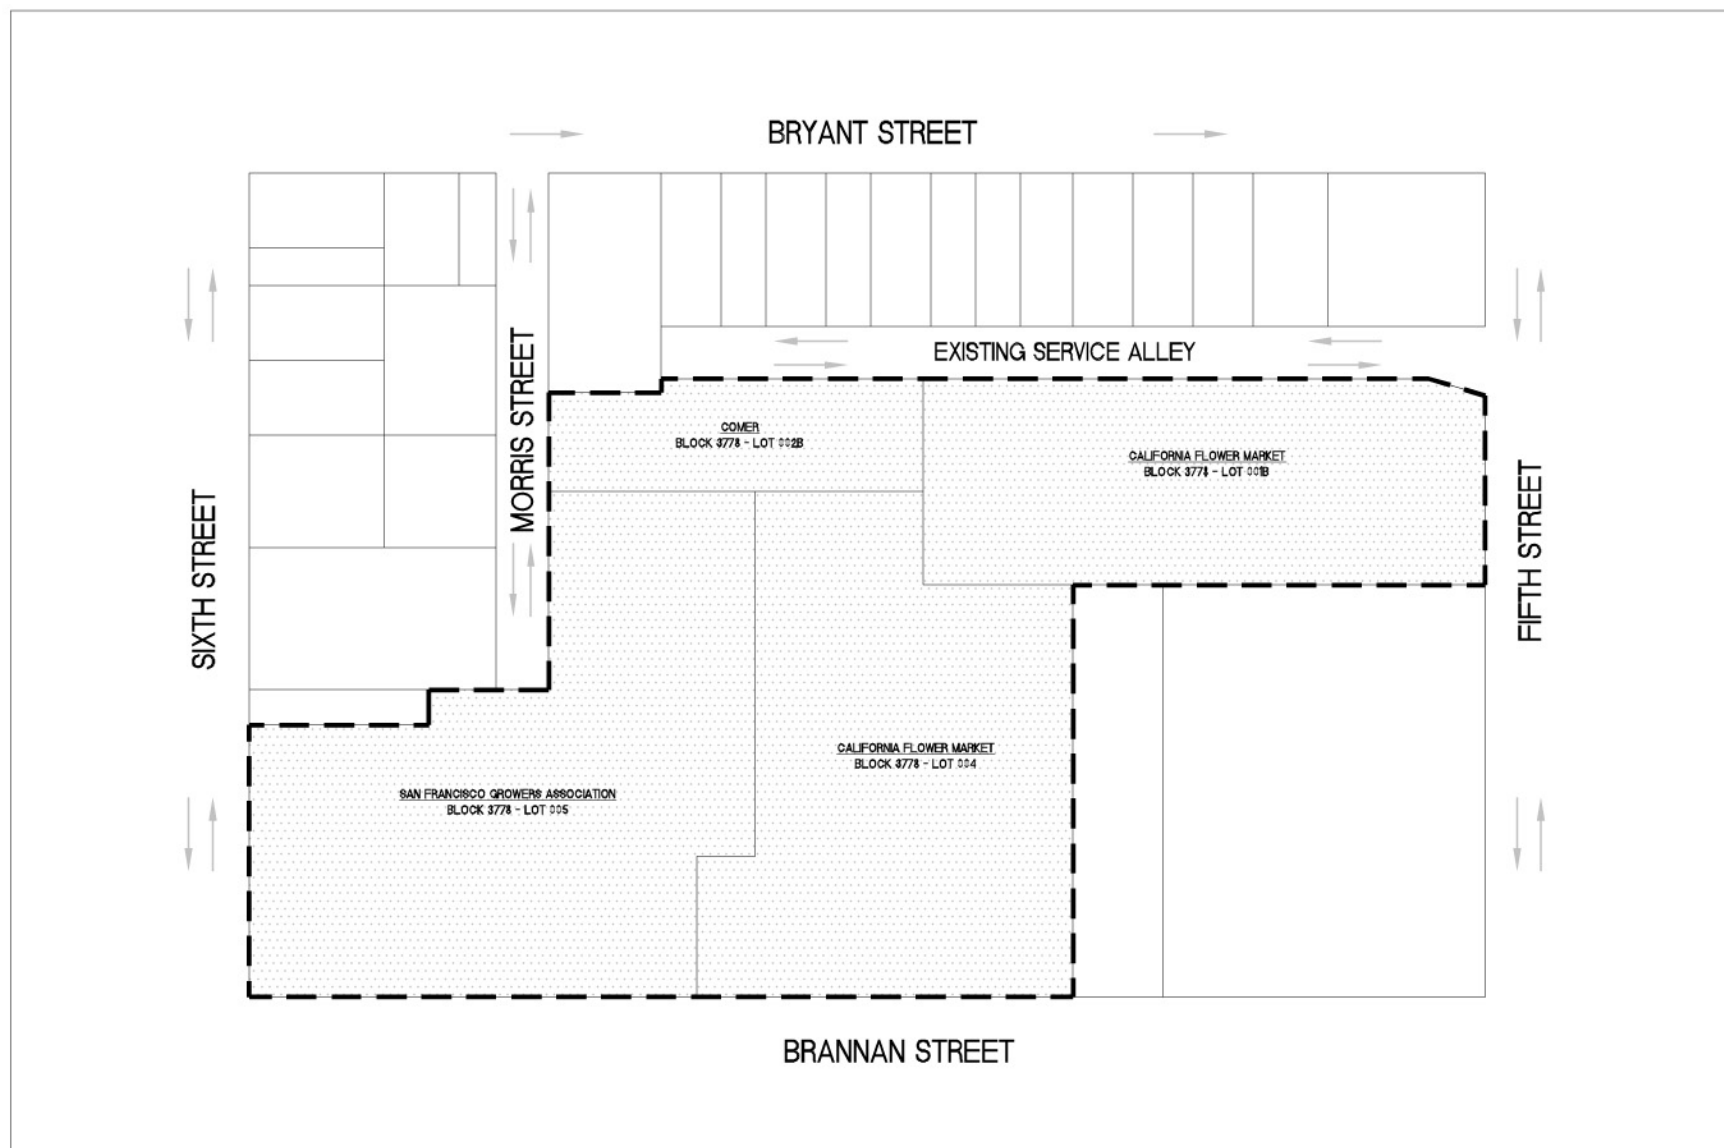 BRYANT STREET
EXISTING SERVICE ALLEY
MORRIS STREET
COMER
BLOCK 3778 - LOT 002B
CALIFORNIA FLOWER MARKET
BLOCK 3778 - LOT 001B
SIXTH STREET
FIFTH STREET
CALIFORNIA FLOWER MARKET
BLOCK 3778 - LOT 004
SAN FRANCISCO GROWERS ASSOCIATION
BLOCK 3778 - LOT 005
BRANNAN STREET